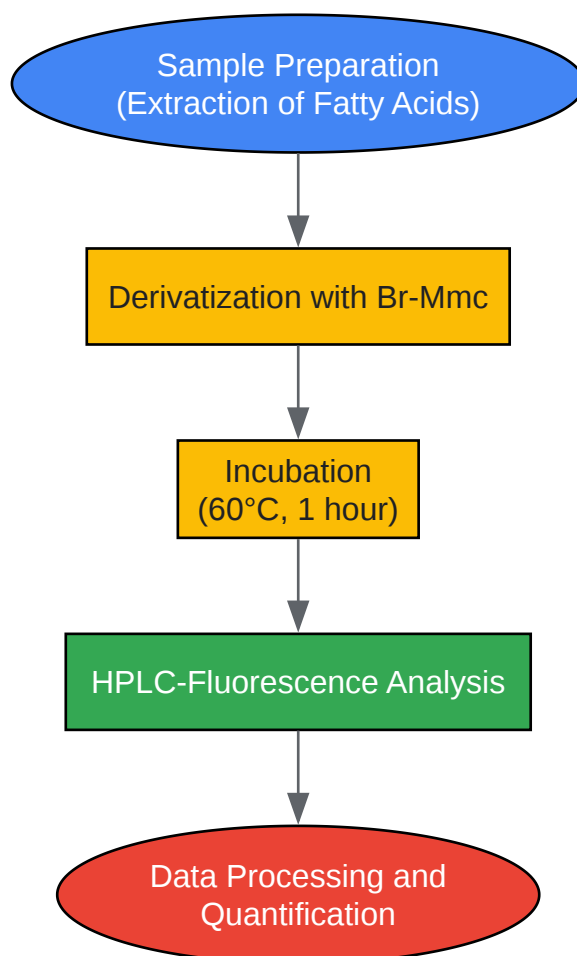 Sample Preparation
(Extraction of Fatty Acids)
Derivatization with Br-Mmc
Incubation
(60°C, 1 hour)
HPLC-Fluorescence Analysis
Data Processing and
Quantification